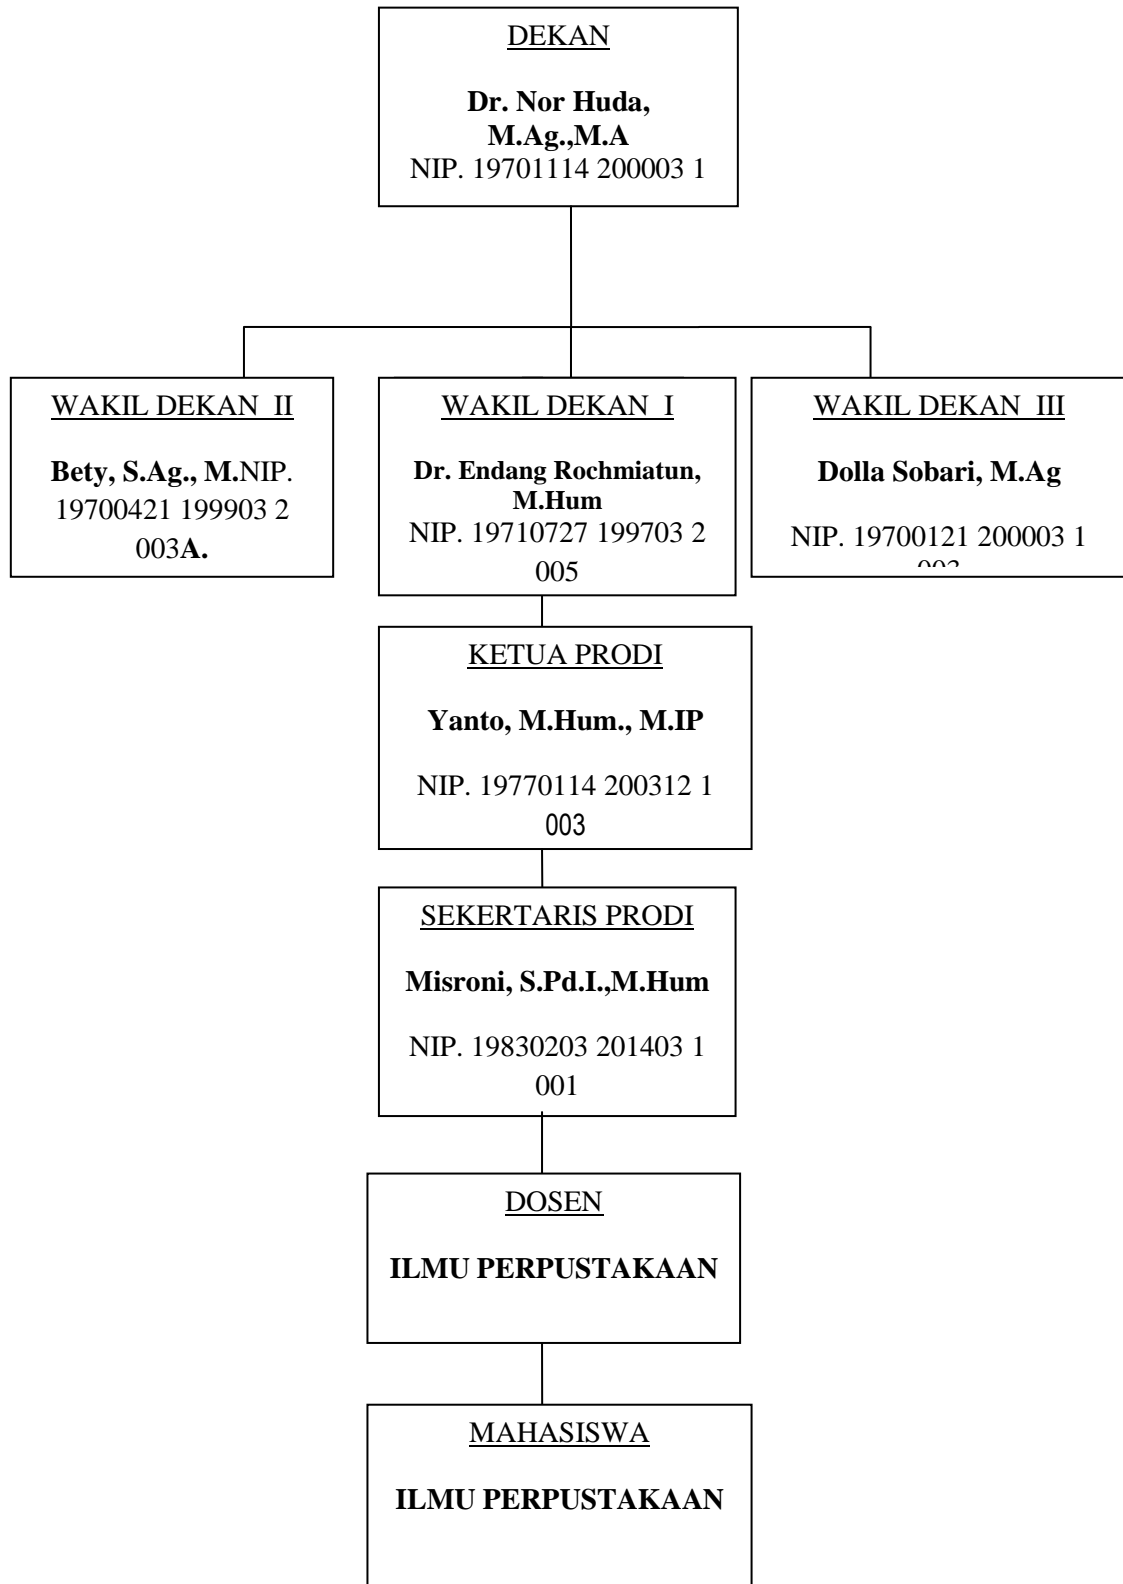 DEKAN
Dr. Nor Huda,
M.Ag.,M.A
NIP. 19701114 200003 1
WAKIL DEKAN  II
Bety, S.Ag., M.NIP.
19700421 199903 2
003A.
WAKIL DEKAN  I
Dr. Endang Rochmiatun,
M.Hum
NIP. 19710727 199703 2
005
WAKIL DEKAN  III
Dolla Sobari, M.Ag
NIP. 19700121 200003 1
KETUA PRODI
Yanto, M.Hum., M.IP
NIP. 19770114 200312 1
003
SEKERTARIS PRODI
Misroni, S.Pd.I.,M.Hum
NIP. 19830203 201403 1
001
DOSEN
ILMU PERPUSTAKAAN
MAHASISWA
ILMU PERPUSTAKAAN